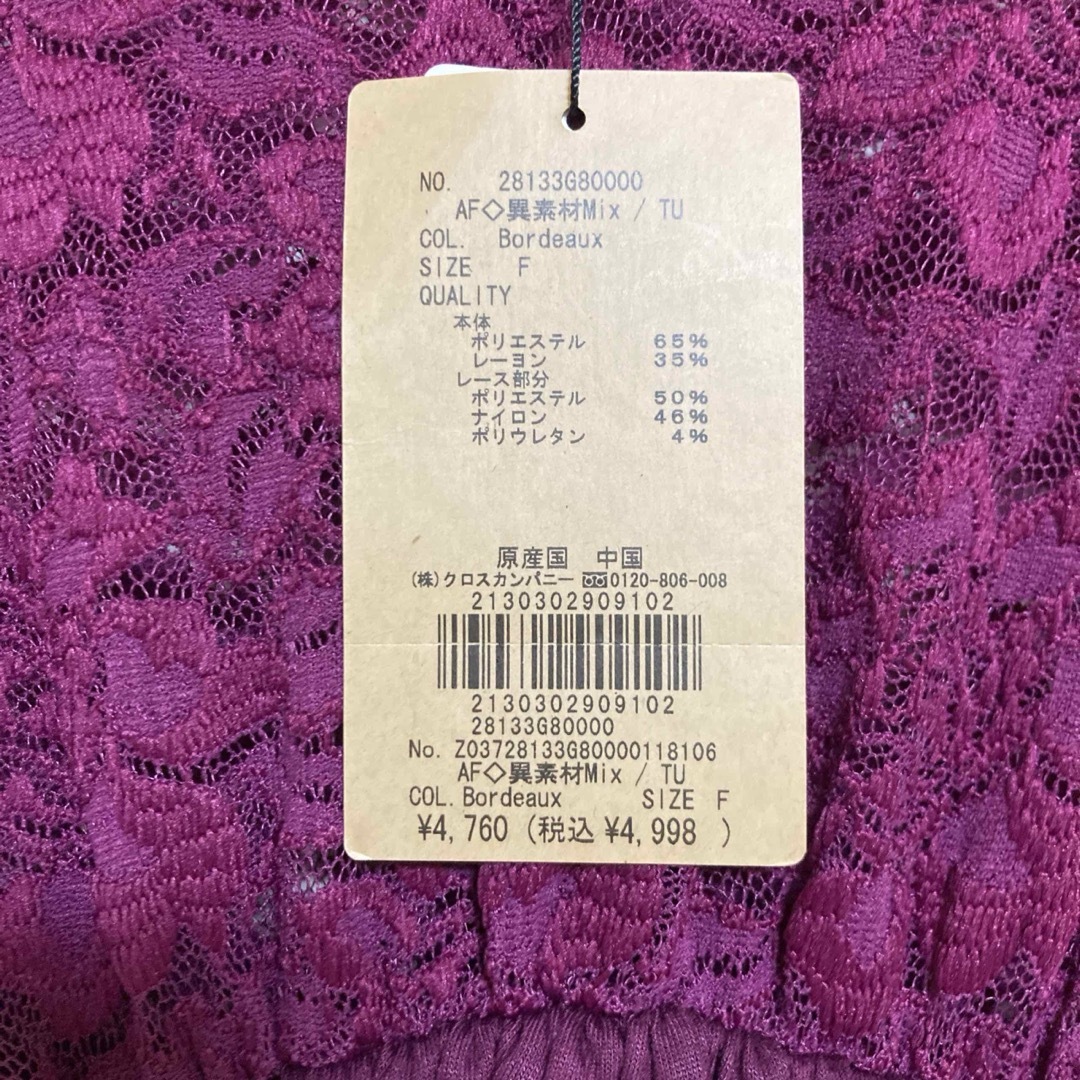 NO. 28133G80000
AF◇異素材Mix / TU
COL. Bordeaux
SIZE F
QUALITY
本体
ポリエステル 65%
レーヨン 35%
レース部分
ポリエステル 50%
ナイロン 46%
ポリウレタン 4%
原産国 中国
(株)クロスカンパニー 0120-806-008
2130302909102
2130302909102
28133G80000
No. Z03728133G80000118106
AF◇異素材Mix / TU
COL. Bordeaux SIZE F
¥4,760 (税込 ¥4,998 )